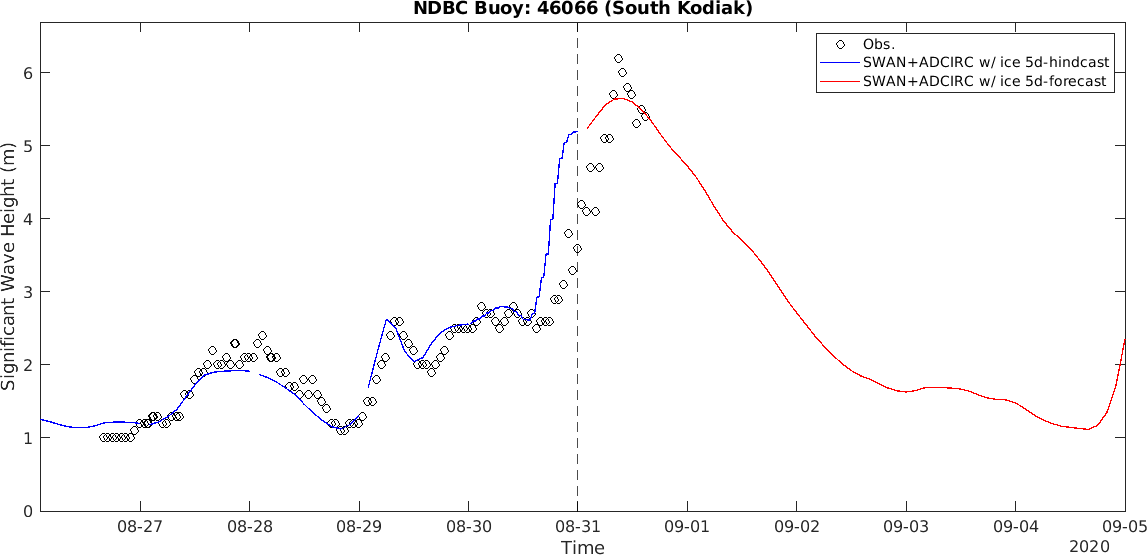 NDBC Buoy: 46066 (South Kodiak)
Obs.
SWAN+ADCIRC w/ ice 5d-hindcast
SWAN+ADCIRC w/ ice 5d-forecast
Significant Wave Height (m)
6
5
4
3
2
1
0
08-27 08-28 08-29 08-30 08-31 09-01 09-02 09-03 09-04 09-05
Time
2020